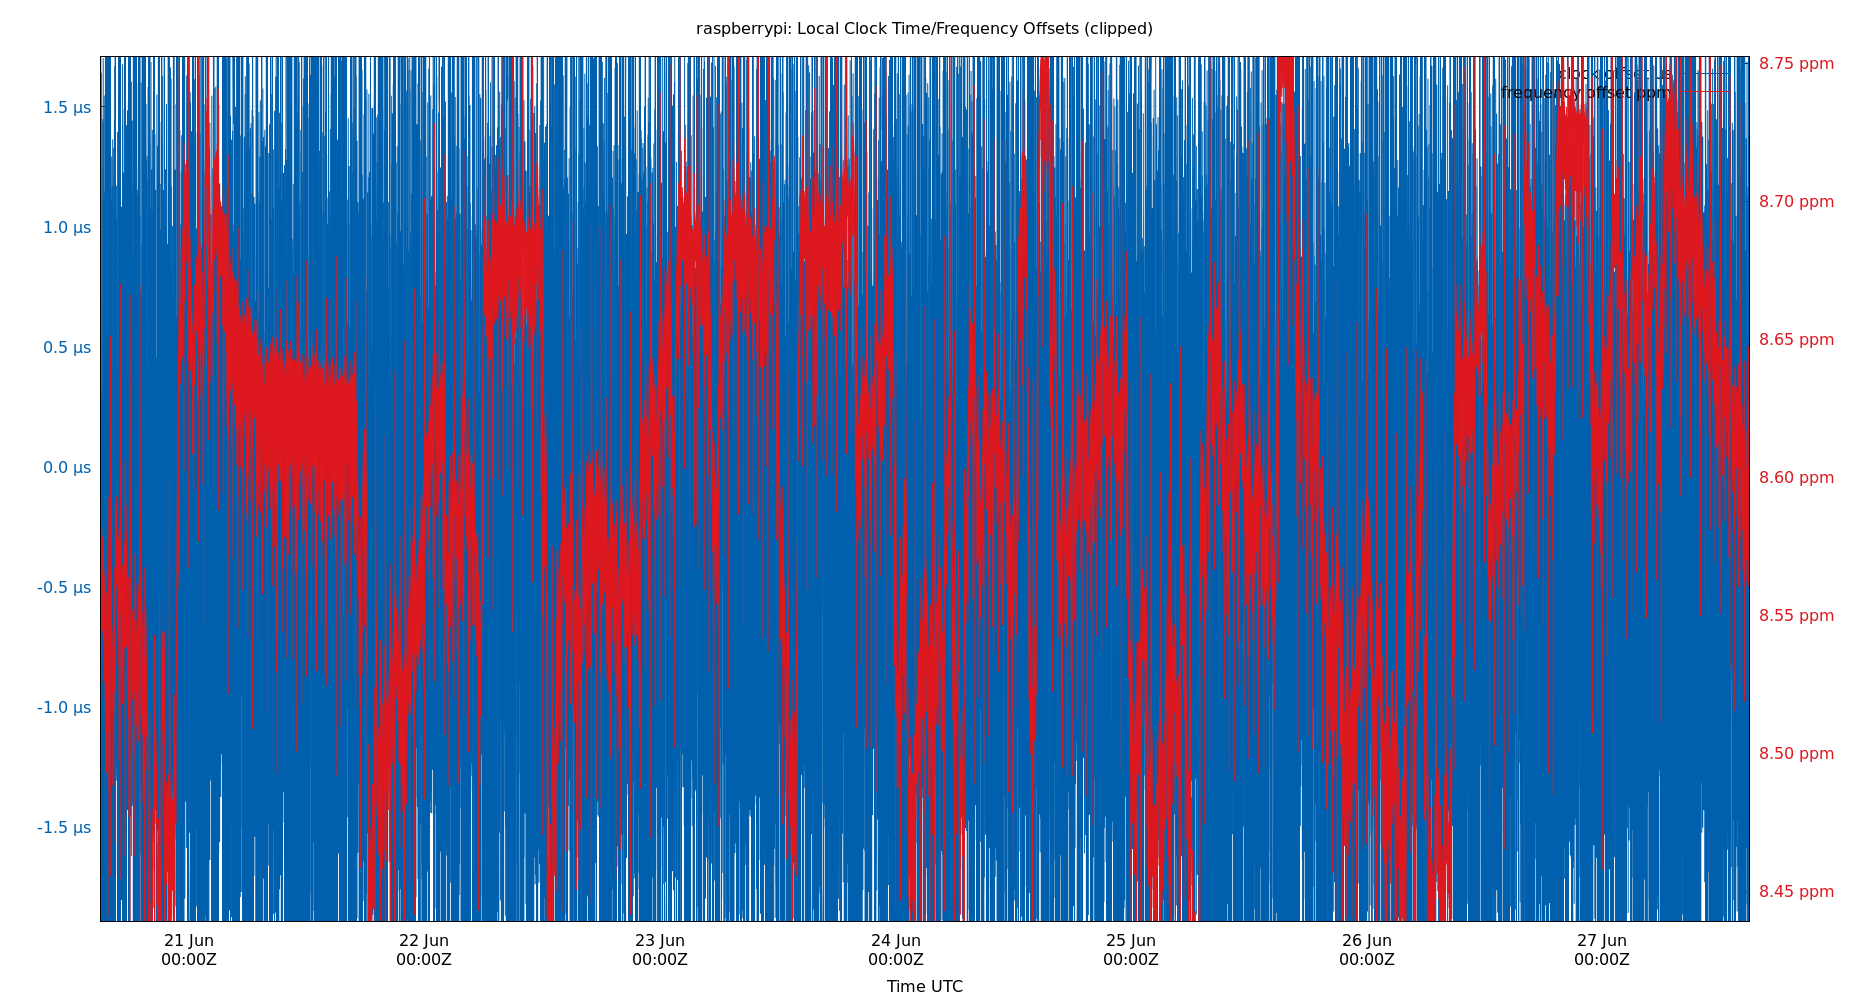 raspberrypi: Local Clock Time/Frequency Offsets (clipped)
clock offset us
frequency offset ppm
1.5 µs
1.0 µs
0.5 µs
0.0 µs
-0.5 µs
-1.0 µs
-1.5 µs
8.75 ppm
8.70 ppm
8.65 ppm
8.60 ppm
8.55 ppm
8.50 ppm
8.45 ppm
21 Jun 22 Jun 23 Jun 24 Jun 25 Jun 26 Jun 27 Jun
00:00Z 00:00Z 00:00Z 00:00Z 00:00Z 00:00Z 00:00Z
Time UTC